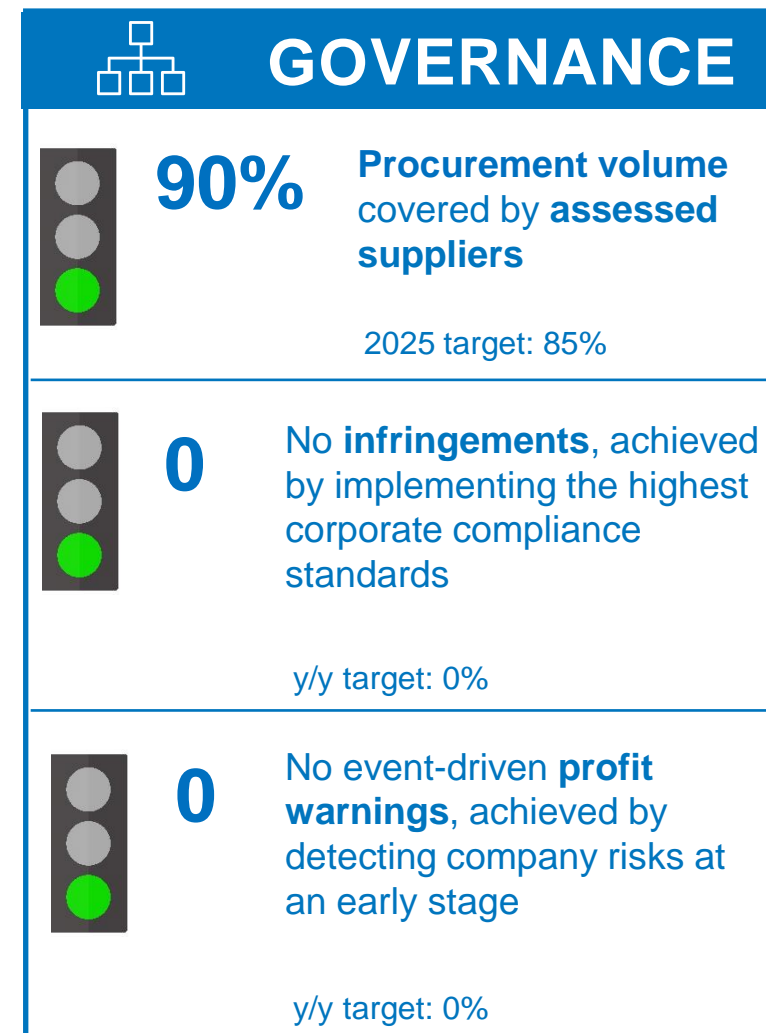 GOVERNANCE
90%
Procurement volume
covered by assessed
suppliers
2025 target: 85%
0
No infringements, achieved
by implementing the highest
corporate compliance
standards
y/y target: 0%
0
No event-driven profit
warnings, achieved by
detecting company risks at
an early stage
y/y target: 0%